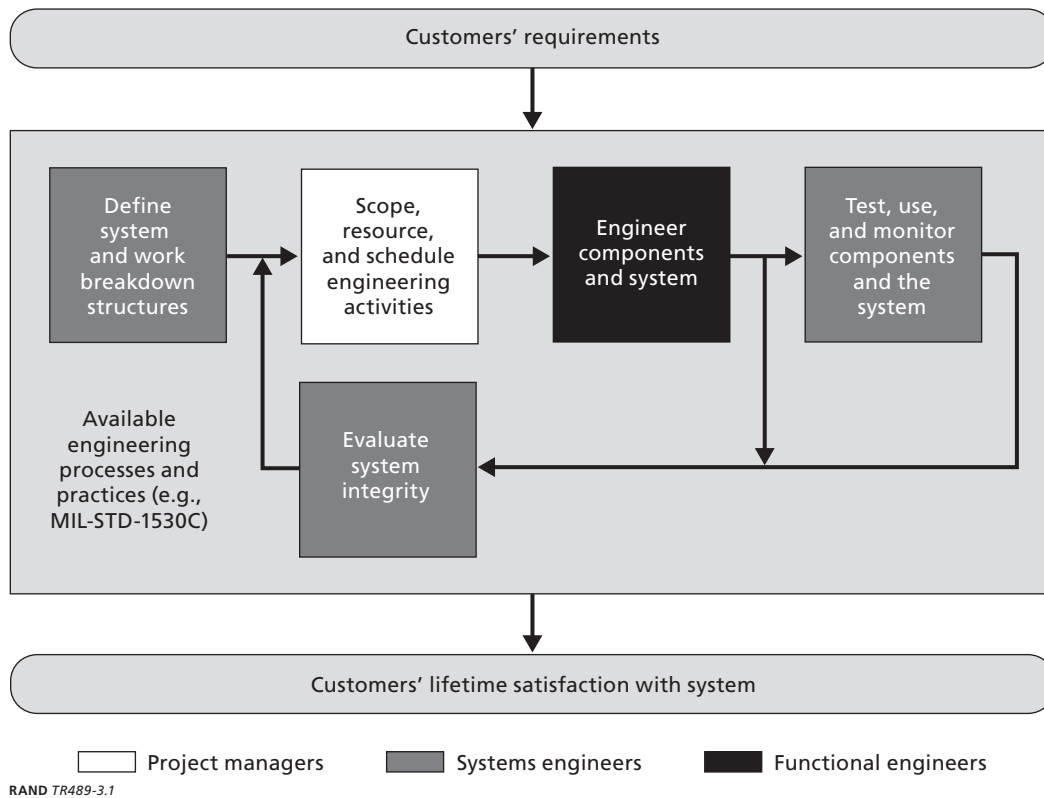 Customers’ requirements
Define
system
and work
breakdown
structures
Scope,
resource,
and schedule
engineering
activities
Engineer
components
and system
Test, use,
and monitor
components
and the
system
Available
engineering
processes and
practices (e.g.,
MIL-STD-1530C)
Evaluate
system
integrity
Customers’ lifetime satisfaction with system
Project managers
Systems engineers
Functional engineers
RAND TR489-3.1